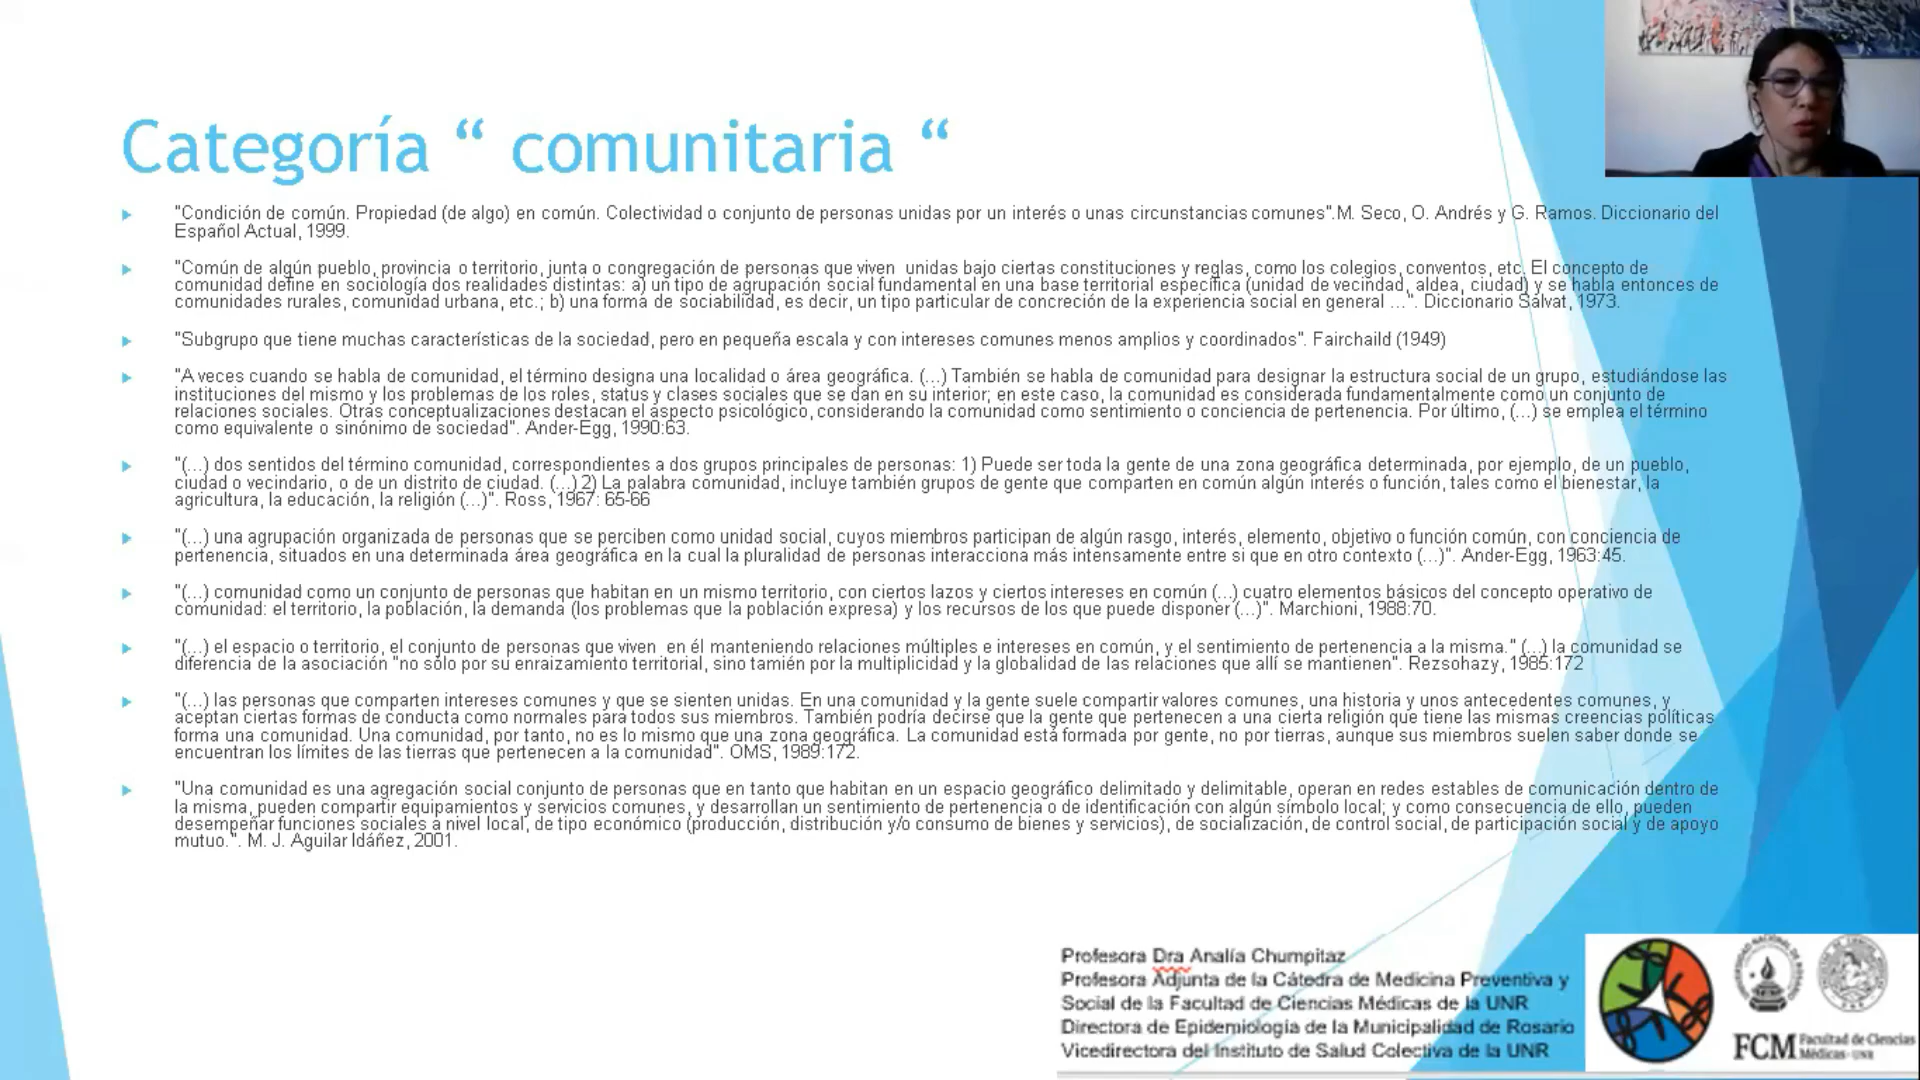 Categoría “ comunitaria “
"Condición de común. Propiedad (de algo) en común. Colectividad o conjunto de personas unidas por un interés o unas circunstancias comunes".M. Seco, O. Andrés y G. Ramos. Diccionario del
Español Actual, 1999.
"Común de algún pueblo, provincia o territorio, junta o congregación de personas que viven unidas bajo ciertas constituciones y reglas, como los colegios, conventos, etc. El concepto de
comunidad define en sociología dos realidades distintas: a) un tipo de agrupación social fundamental en una base territorial específica (unidad de vecindad, aldea, ciudad) y se habla entonces de
comunidades rurales, comunidad urbana, etc.; b) una forma de sociabilidad, es decir, un tipo particular de concreción de la experiencia social en general ...". Diccionario Salvat, 1973.
"Subgrupo que tiene muchas características de la sociedad, pero en pequeña escala y con intereses comunes menos amplios y coordinados". Fairchaild (1949)
"A veces cuando se habla de comunidad, el término designa una localidad o área geográfica. (...) También se habla de comunidad para designar la estructura social de un grupo, estudiándose las
instituciones del mismo y los problemas de los roles, status y clases sociales que se dan en su interior; en este caso, la comunidad es considerada fundamentalmente como un conjunto de
relaciones sociales. Otras conceptualizaciones destacan el aspecto psicológico, considerando la comunidad como sentimiento o conciencia de pertenencia. Por último, (...) se emplea el término
como equivalente o sinónimo de sociedad". Ander-Egg, 1990:63.
"(...) dos sentidos del término comunidad, correspondientes a dos grupos principales de personas: 1) Puede ser toda la gente de una zona geográfica determinada, por ejemplo, de un pueblo,
ciudad o vecindario, o de un distrito de ciudad. (...) 2) La palabra comunidad, incluye también grupos de gente que comparten en común algún interés o función, tales como el bienestar, la
agricultura, la educación, la religión (...)". Ross, 1967: 65-66
"(...) una agrupación organizada de personas que se perciben como unidad social, cuyos miembros participan de algún rasgo, interés, elemento, objetivo o función común, con conciencia de
pertenencia, situados en una determinada área geográfica en la cual la pluralidad de personas interacciona más intensamente entre si que en otro contexto (...)". Ander-Egg, 1963:45.
"(...) comunidad como un conjunto de personas que habitan en un mismo territorio, con ciertos lazos y ciertos intereses en común (...) cuatro elementos básicos del concepto operativo de
comunidad: el territorio, la población, la demanda (los problemas que la población expresa) y los recursos de los que puede disponer (...)". Marchioni, 1988:70.
"(...) el espacio o territorio, el conjunto de personas que viven en él manteniendo relaciones múltiples e intereses en común, y el sentimiento de pertenencia a la misma." (...) la comunidad se
diferencia de la asociación "no sólo por su enraizamiento territorial, sino tamién por la multiplicidad y la globalidad de las relaciones que allí se mantienen". Rezsohazy, 1985:172
"(...) las personas que comparten intereses comunes y que se sienten unidas. En una comunidad y la gente suele compartir valores comunes, una historia y unos antecedentes comunes, y
aceptan ciertas formas de conducta como normales para todos sus miembros. También podría decirse que la gente que pertenecen a una cierta religión que tiene las mismas creencias políticas
forma una comunidad. Una comunidad, por tanto, no es lo mismo que una zona geográfica. La comunidad está formada por gente, no por tierras, aunque sus miembros suelen saber donde se
encuentran los límites de las tierras que pertenecen a la comunidad". OMS, 1989:172.
"Una comunidad es una agregación social conjunto de personas que en tanto que habitan en un espacio geográfico delimitado y delimitable, operan en redes estables de comunicación dentro de
la misma, pueden compartir equipamientos y servicios comunes, y desarrollan un sentimiento de pertenencia o de identificación con algún símbolo local; y como consecuencia de ello, pueden
desempeñar funciones sociales a nivel local, de tipo económico (producción, distribución y/o consumo de bienes y servicios), de socialización, de control social, de participación social y de apoyo
mutuo.". M. J. Aguilar Idáñez, 2001.
Profesora Dra Analía Chumpitaz
Profesora Adjunta de la Cátedra de Medicina Preventiva y
Social de la Facultad de Ciencias Médicas de la UNR
Directora de Epidemiología de la Municipalidad de Rosario
Vicedirectora del Instituto de Salud Colectiva de la UNR
FCM Facultad de Ciencias
Médicas - UNR